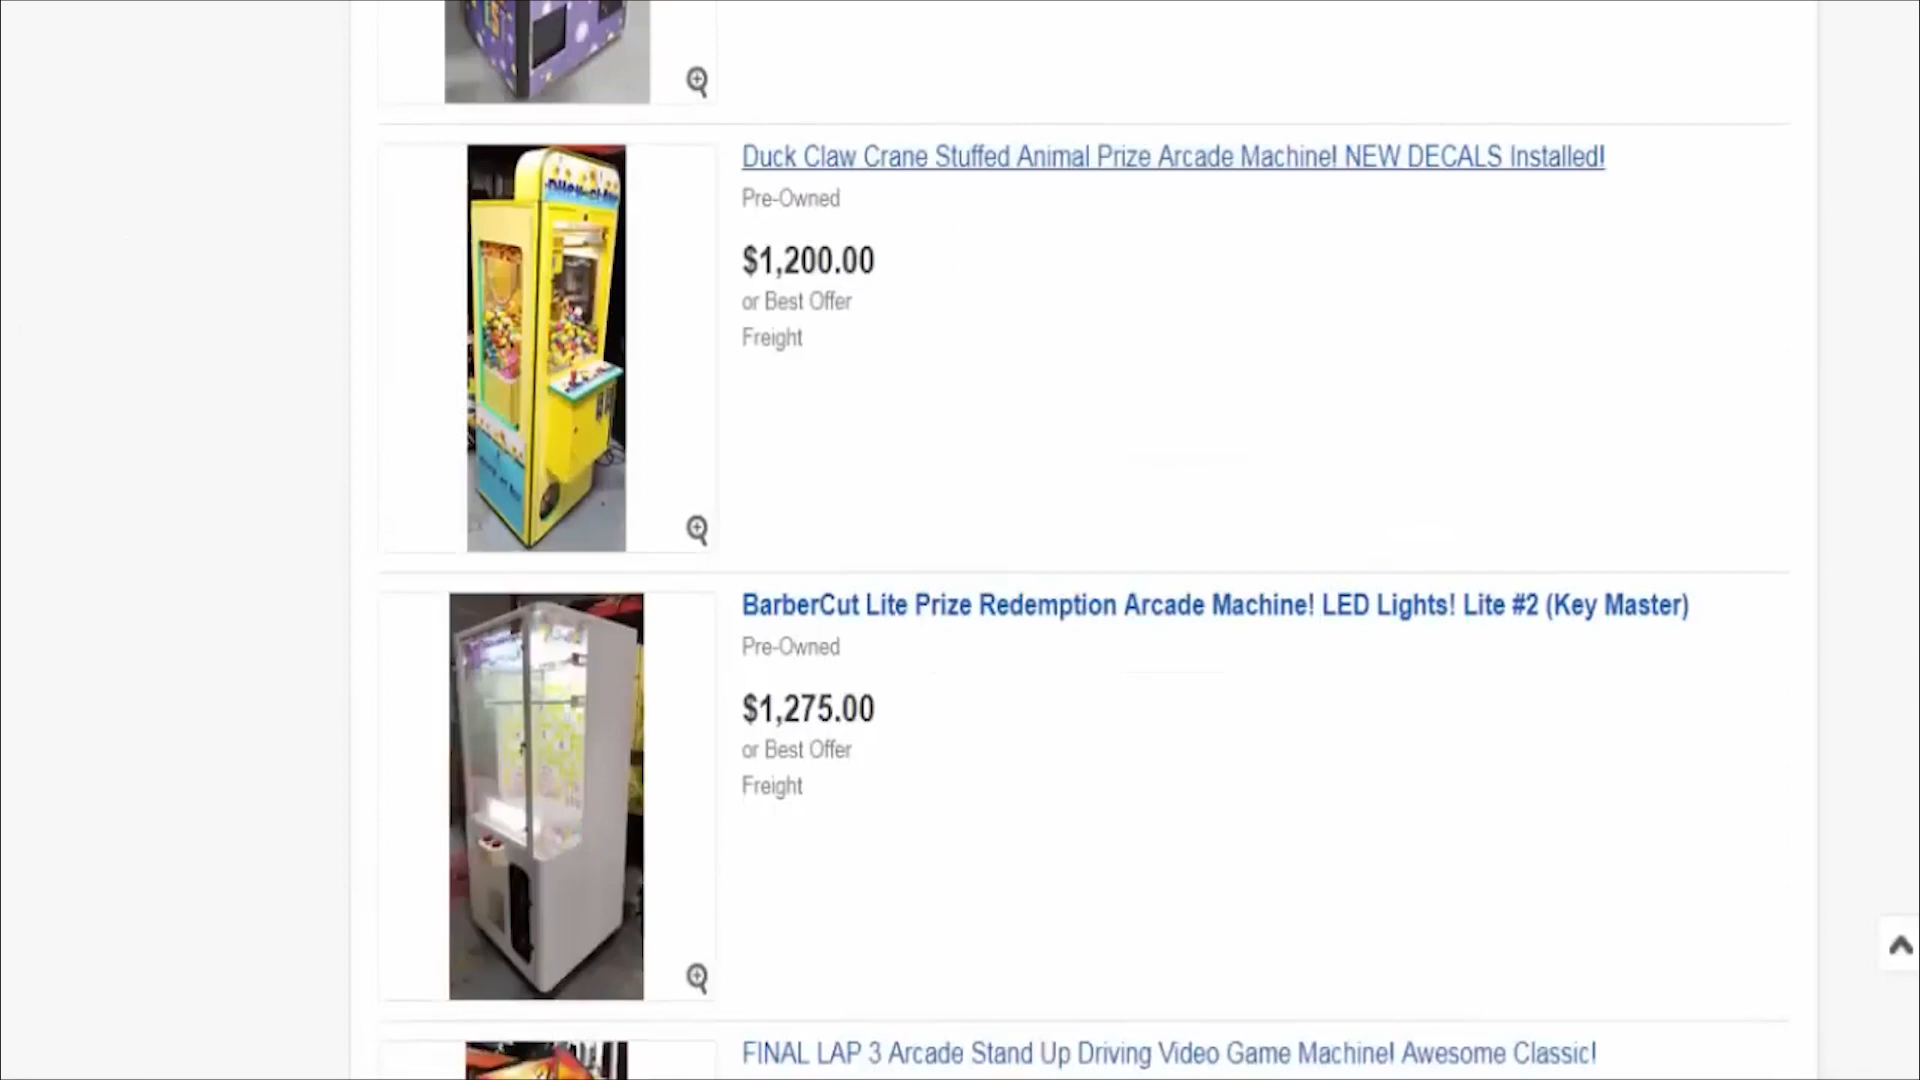 Duck Claw Crane Stuffed Animal Prize Arcade Machine! NEW DECALS Installed!
Pre-Owned
$1,200.00
or Best Offer
Freight
BarberCut Lite Prize Redemption Arcade Machine! LED Lights! Lite #2 (Key Master)
Pre-Owned
$1,275.00
or Best Offer
Freight
FINAL LAP 3 Arcade Stand Up Driving Video Game Machine! Awesome Classic!